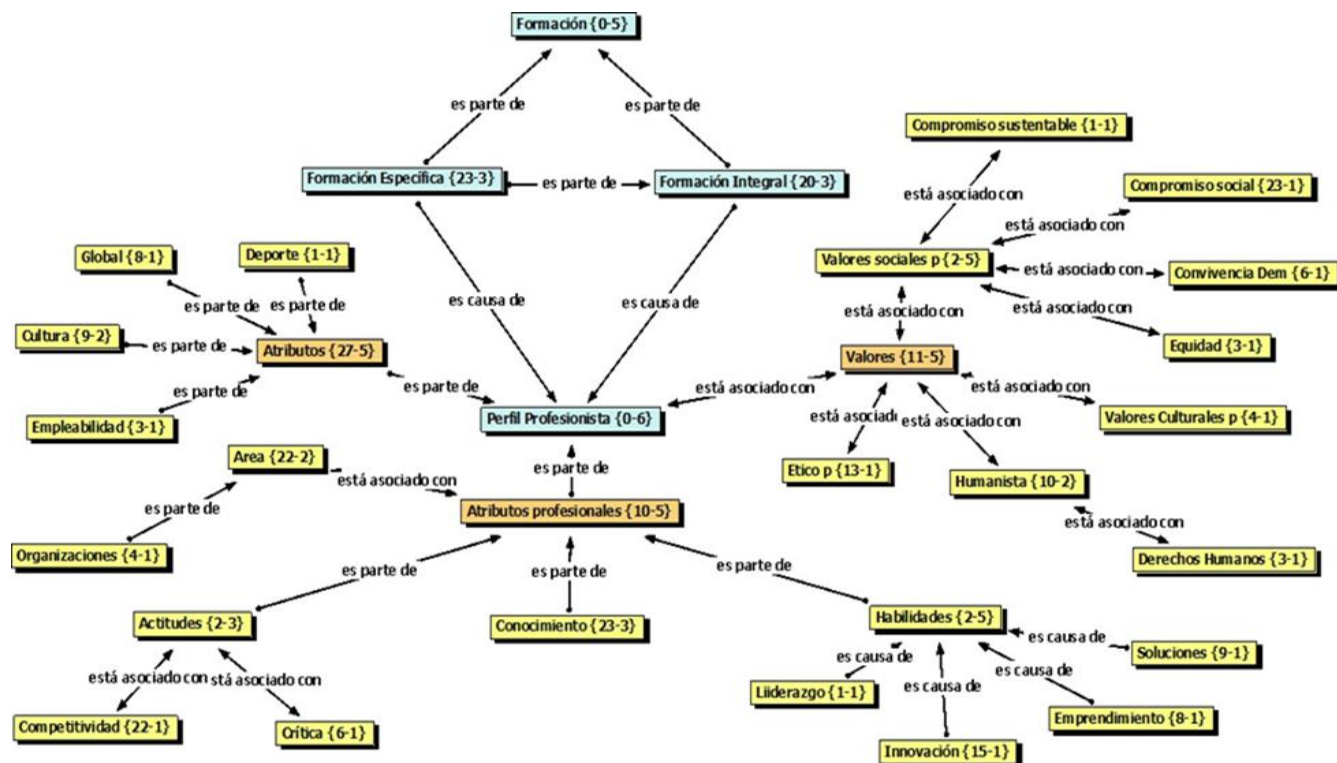 Formación {0-5}
es parte de
es parte de
Formación Específica {23-3}
es parte de
Formación Integral {20-3}
es causa de
es causa de
Compromiso sustentable {1-1}
está asociado con
Compromiso social {23-1}
está asociado con
Valores sociales p {2-5}
está asociado con
Convivencia Dem {6-1}
está asociado con
está asociado con
Equidad {3-1}
Global {8-1}
Deporte {1-1}
es parte de
es parte de
Cultura {9-2}
es parte de
Atributos {27-5}
es parte de
Empleabilidad {3-1}
es parte de
Valores {11-5}
está asociado con
está asociado con
Valores Culturales p {4-1}
está asociad
está asociado con
Perfil Profesionista {0-6}
Etico p {13-1}
Humanista {10-2}
está asociado con
Derechos Humanos {3-1}
Area {22-2}
está asociado con
es parte de
es parte de
Organizaciones {4-1}
Atributos profesionales {10-5}
es parte de
es parte de
es parte de
Actitudes {2-3}
Conocimiento {23-3}
Habilidades {2-5}
está asociado con
stá asociado con
Competitividad {22-1}
Crítica {6-1}
es causa de
Soluciones {9-1}
es causa de
Liiderazgo {1-1}
es causa de
es causa de
Emprendimiento {8-1}
Innovación {15-1}